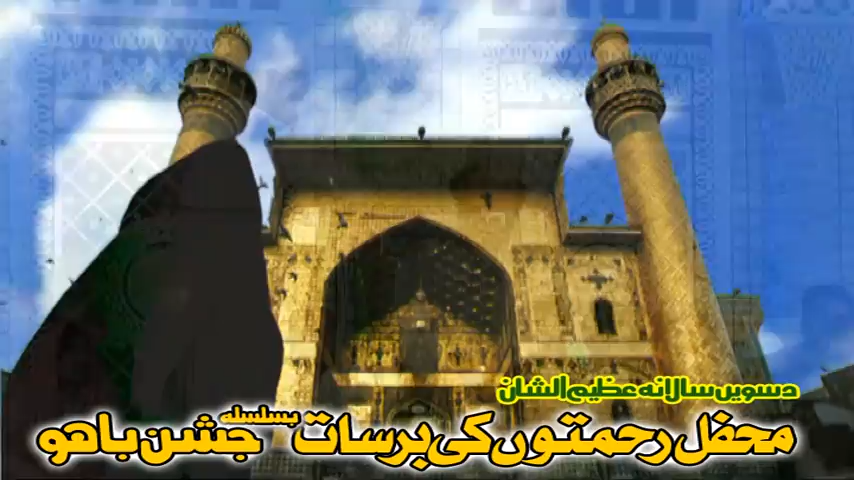 دسویں سالانہ عظیم الشان
محفل رحمتوں کی برسات بسلسلہ جشن باھو